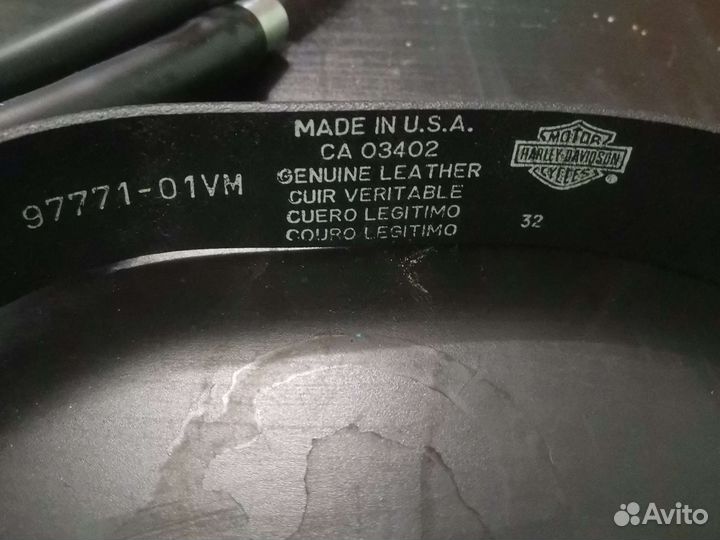 97771-01VM
MADE IN U.S.A.
CA 03402
GENUINE LEATHER
CUIR VERITABLE
CUERO LEGITIMO
COURO LEGITIMO
MOTOR
HARLEY-DAVIDSON
CYCLES
®
32
Avito